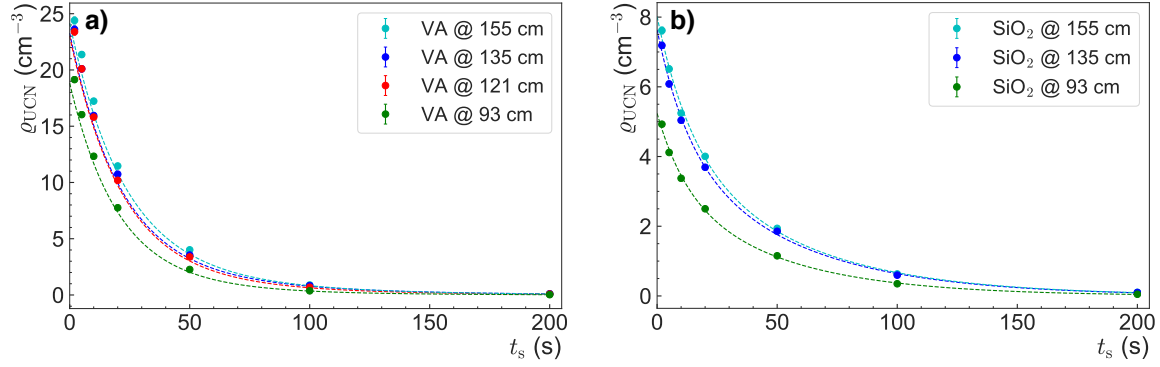 a)
VA @ 155 cm
VA @ 135 cm
VA @ 121 cm
VA @ 93 cm
ϱUCN (cm−3)
25
20
15
10
5
0
0 50 100 150 200
ts (s)
b)
SiO2 @ 155 cm
SiO2 @ 135 cm
SiO2 @ 93 cm
ϱUCN (cm−3)
8
6
4
2
0
0 50 100 150 200
ts (s)